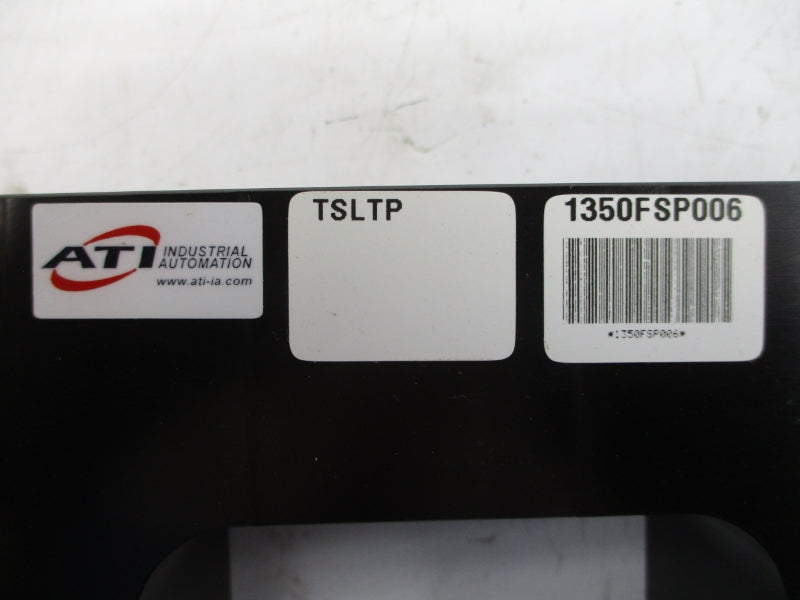 ATI INDUSTRIAL
AUTOMATION
www.ati-ia.com
TSLTP
1350FSP006
*1350FSP006*